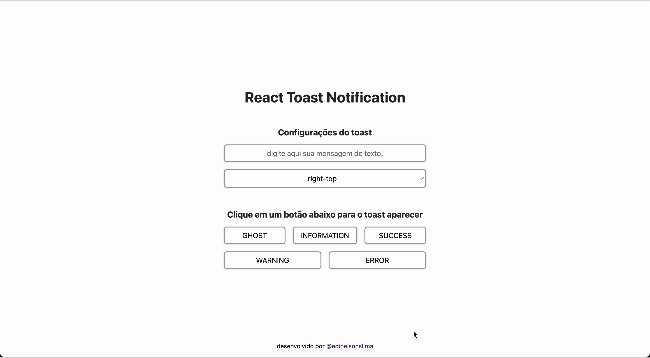 React Toast Notification
Configurações do toast
digite aqui sua mensagem de texto!
right-top
Clique em um botão abaixo para o toast aparecer
GHOST
INFORMATION
SUCCESS
WARNING
ERROR
desenvolvido por @edinelsonslima